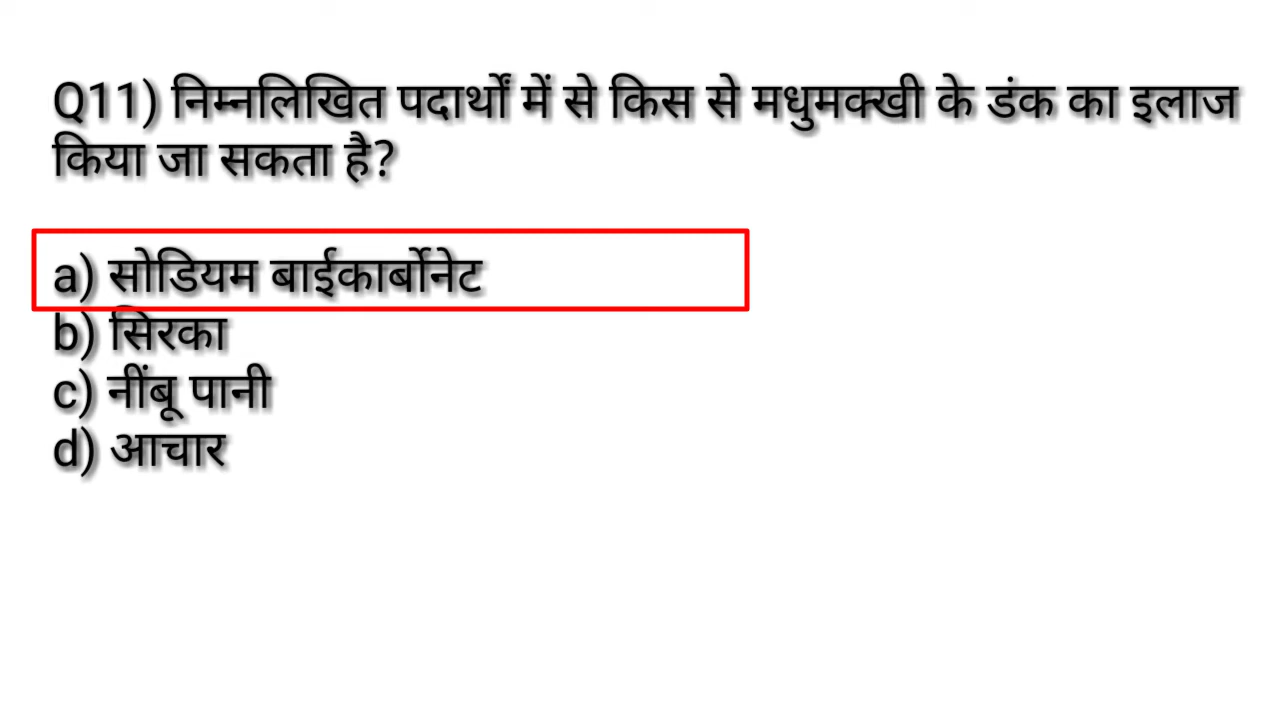 Q11) निम्नलिखित पदार्थों में से किस से मधुमक्खी के डंक का इलाज
किया जा सकता है?
a) सोडियम बाईकार्बोनेट
b) सिरका
c) नींबू पानी
d) आचार